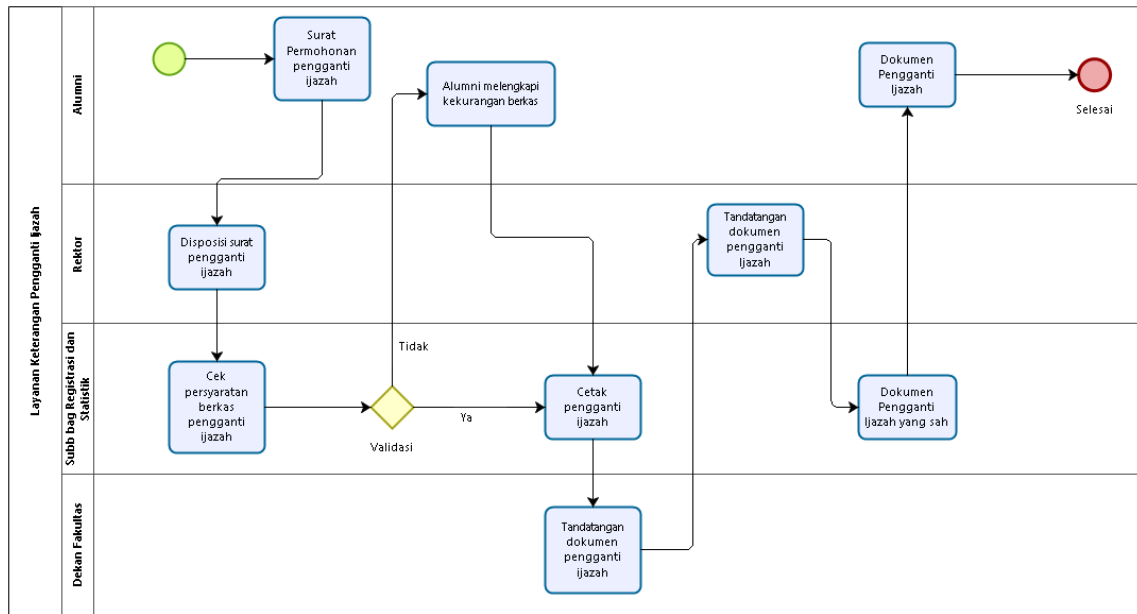 Layanan Keterangan Pengganti Ijazah
Alumni
Surat
Permohonan
pengganti
ijazah
Alumni melengkapi
kekurangan berkas
Dokumen
Pengganti
Ijazah
Selesai
Rektor
Disposisi surat
pengganti
ijazah
Tandatangan
dokumen
pengganti
Ijazah
Subb bag Registrasi dan
Statistik
Cek
persyaratan
berkas
pengganti
ijazah
Tidak
Validasi
Ya
Cetak
pengganti
ijazah
Dokumen
Pengganti
Ijazah yang sah
Dekan Fakultas
Tandatangan
dokumen
pengganti
ijazah